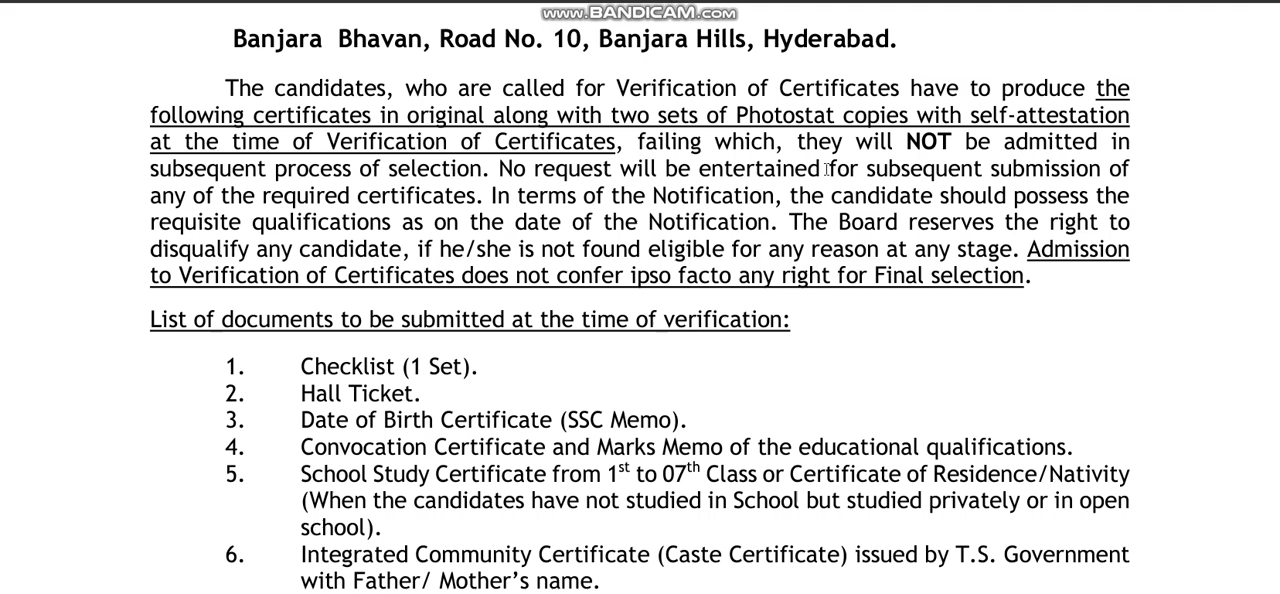 www.BANDICAM.com
Banjara Bhavan, Road No. 10, Banjara Hills, Hyderabad.
The candidates, who are called for Verification of Certificates have to produce the
following certificates in original along with two sets of Photostat copies with self-attestation
at the time of Verification of Certificates, failing which, they will NOT be admitted in
subsequent process of selection. No request will be entertained for subsequent submission of
any of the required certificates. In terms of the Notification, the candidate should possess the
requisite qualifications as on the date of the Notification. The Board reserves the right to
disqualify any candidate, if he/she is not found eligible for any reason at any stage. Admission
to Verification of Certificates does not confer ipso facto any right for Final selection.
List of documents to be submitted at the time of verification:
1. Checklist (1 Set).
2. Hall Ticket.
3. Date of Birth Certificate (SSC Memo).
4. Convocation Certificate and Marks Memo of the educational qualifications.
5. School Study Certificate from 1st to 07th Class or Certificate of Residence/Nativity
(When the candidates have not studied in School but studied privately or in open
school).
6. Integrated Community Certificate (Caste Certificate) issued by T.S. Government
with Father/ Mother’s name.